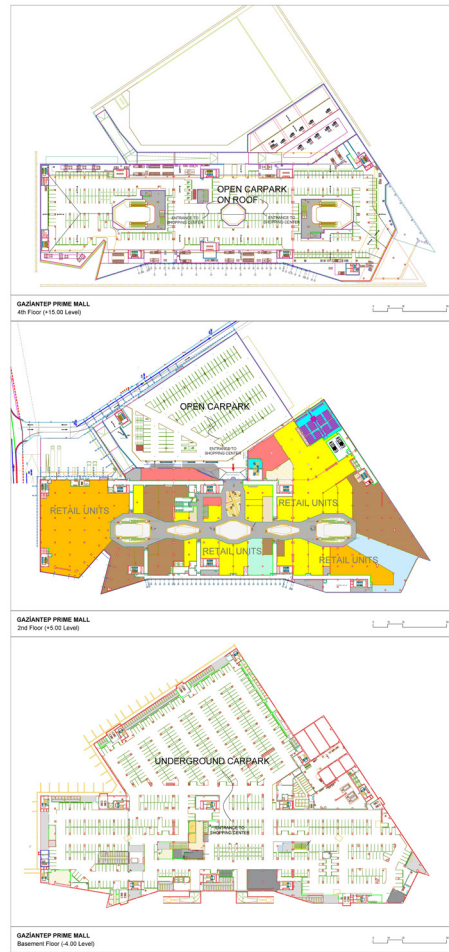 OPEN CARPARK
ON ROOF
ENTRANCE TO
SHOPPING CENTER
ENTRANCE TO
SHOPPING CENTER
GAZİANTEP PRIME MALL
4th Floor (+15.00 Level)
OPEN CARPARK
ENTRANCE TO
SHOPPING CENTER
RETAIL UNITS
RETAIL UNITS
RETAIL UNITS
RETAIL UNITS
GAZİANTEP PRIME MALL
2nd Floor (+5.00 Level)
UNDERGROUND CARPARK
ENTRANCE TO
SHOPPING CENTER
GAZİANTEP PRIME MALL
Basement Floor (-4.00 Level)